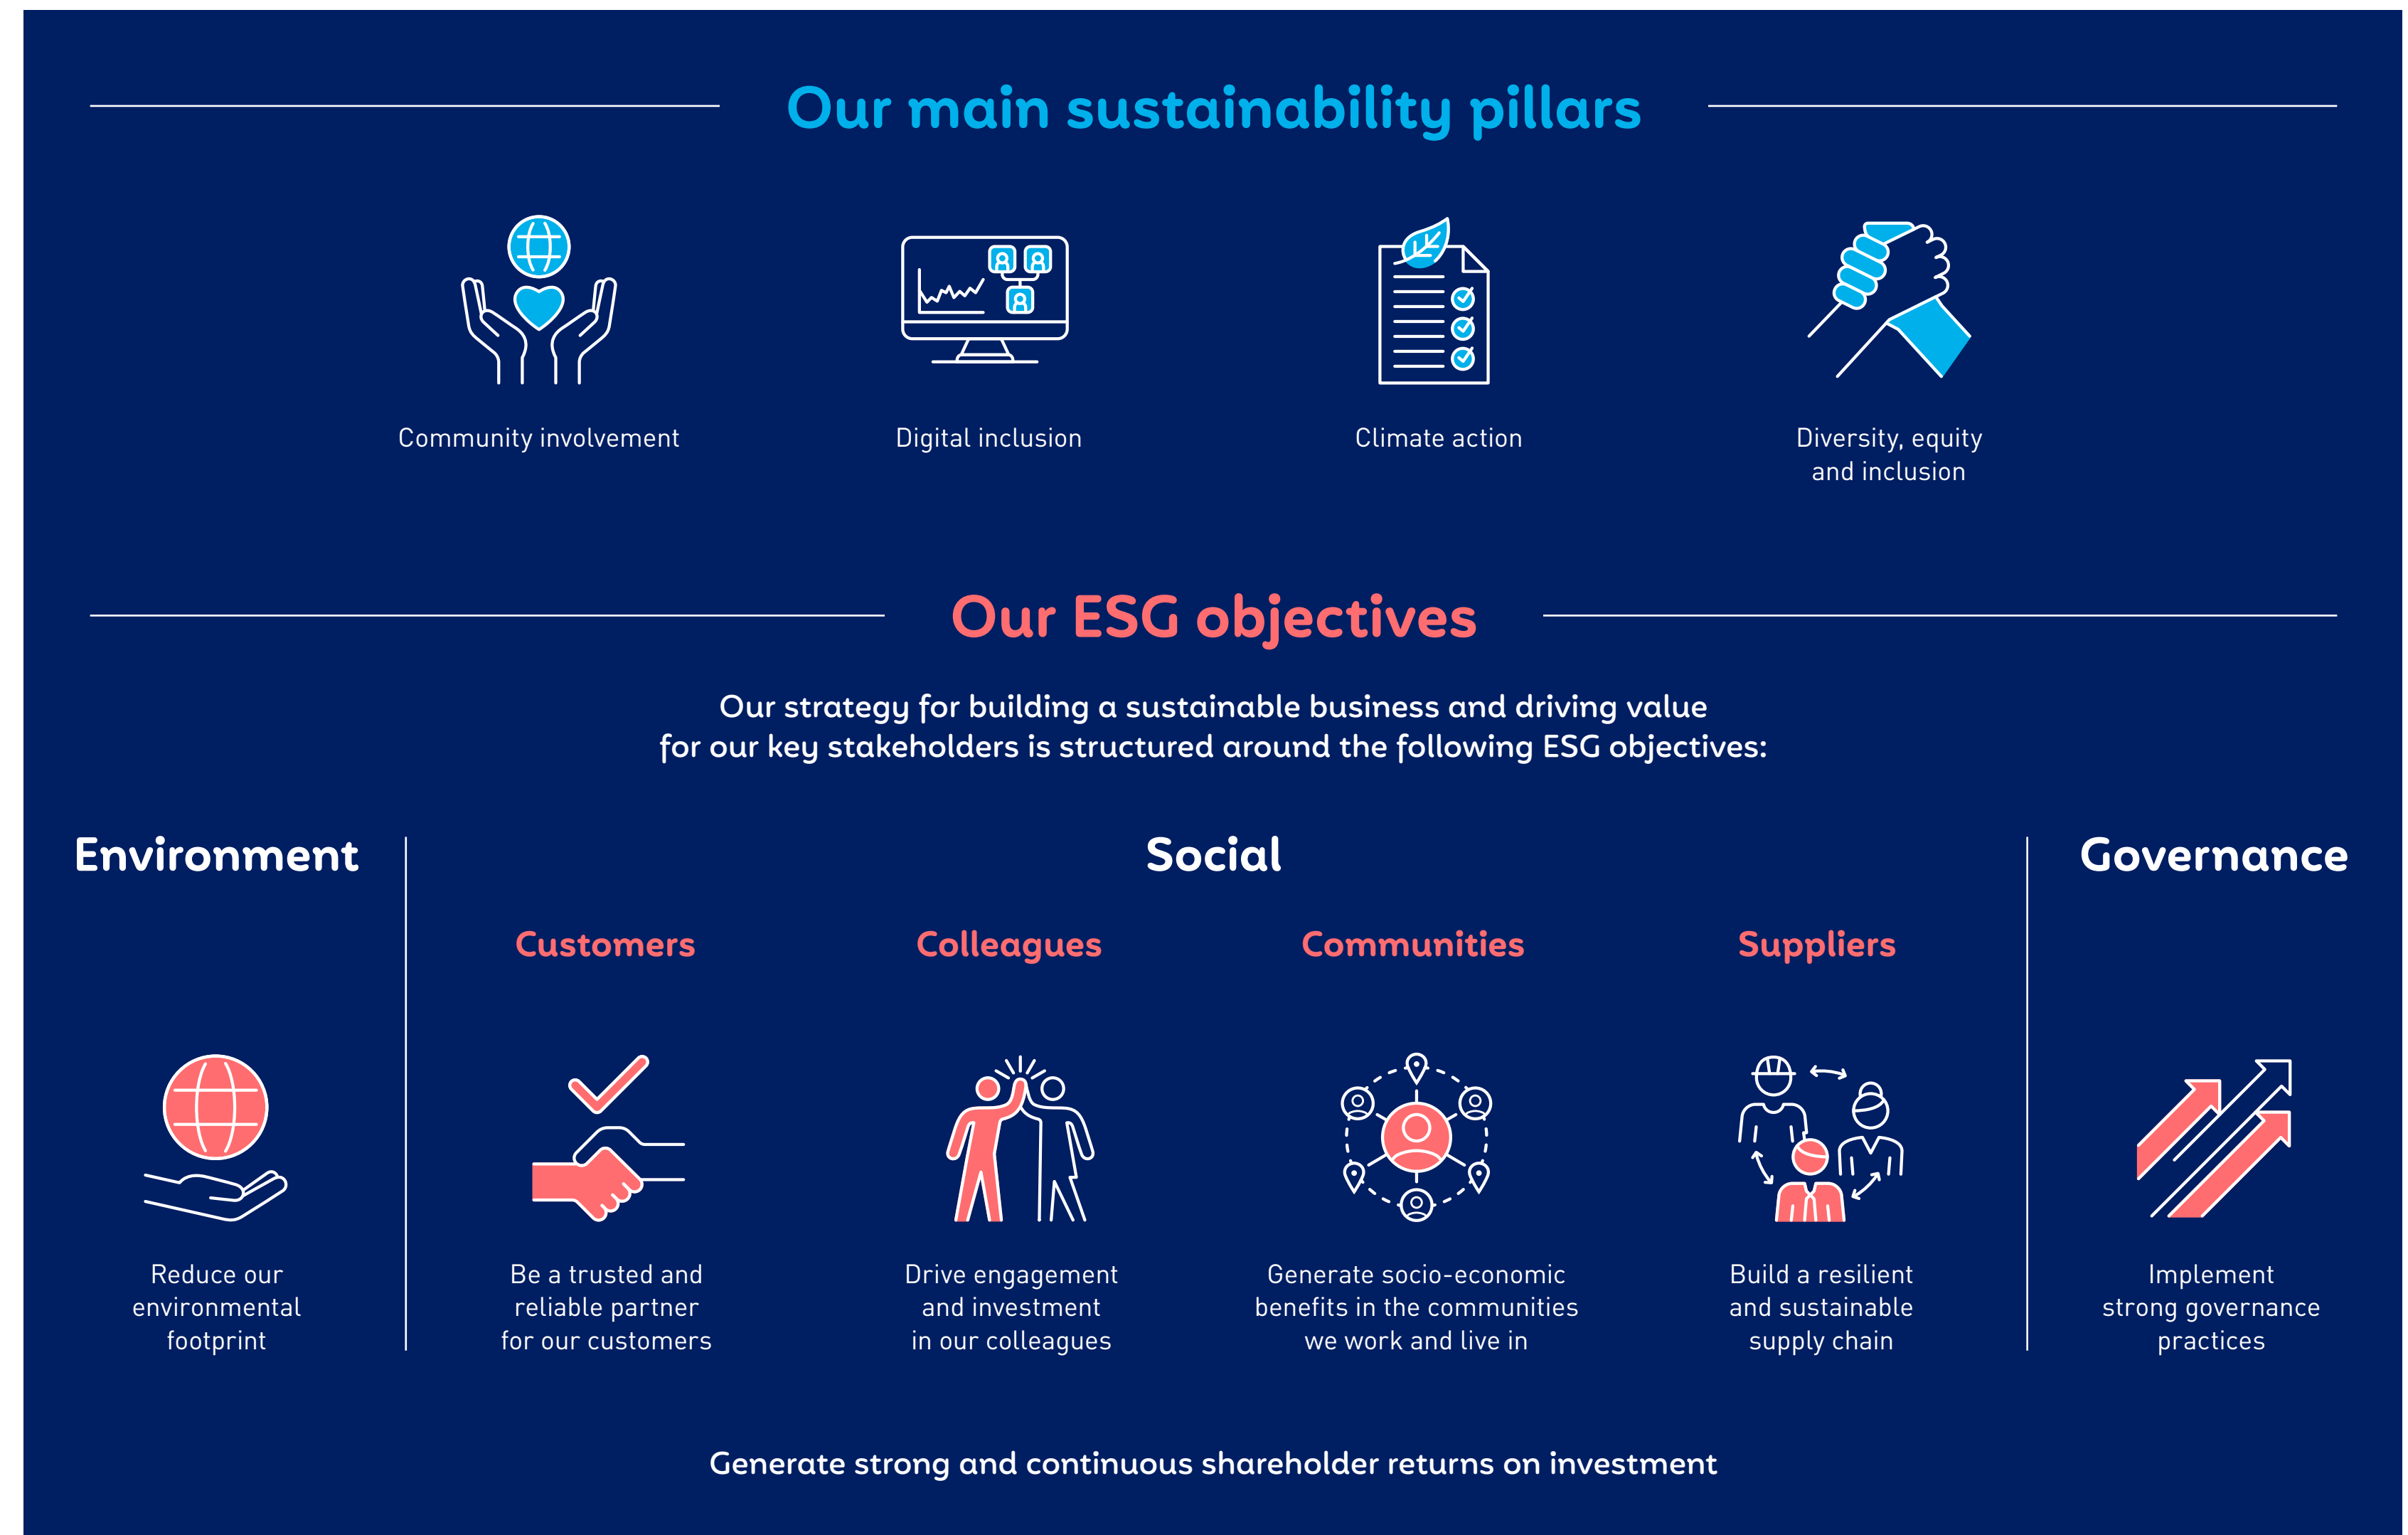 Our main sustainability pillars
Community involvement
Digital inclusion
Climate action
Diversity, equity
and inclusion
Our ESG objectives
Our strategy for building a sustainable business and driving value
for our key stakeholders is structured around the following ESG objectives:
Environment
Reduce our
environmental
footprint
Social
Customers
Be a trusted and
reliable partner
for our customers
Colleagues
Drive engagement
and investment
in our colleagues
Communities
Generate socio-economic
benefits in the communities
we work and live in
Suppliers
Build a resilient
and sustainable
supply chain
Governance
Implement
strong governance
practices
Generate strong and continuous shareholder returns on investment